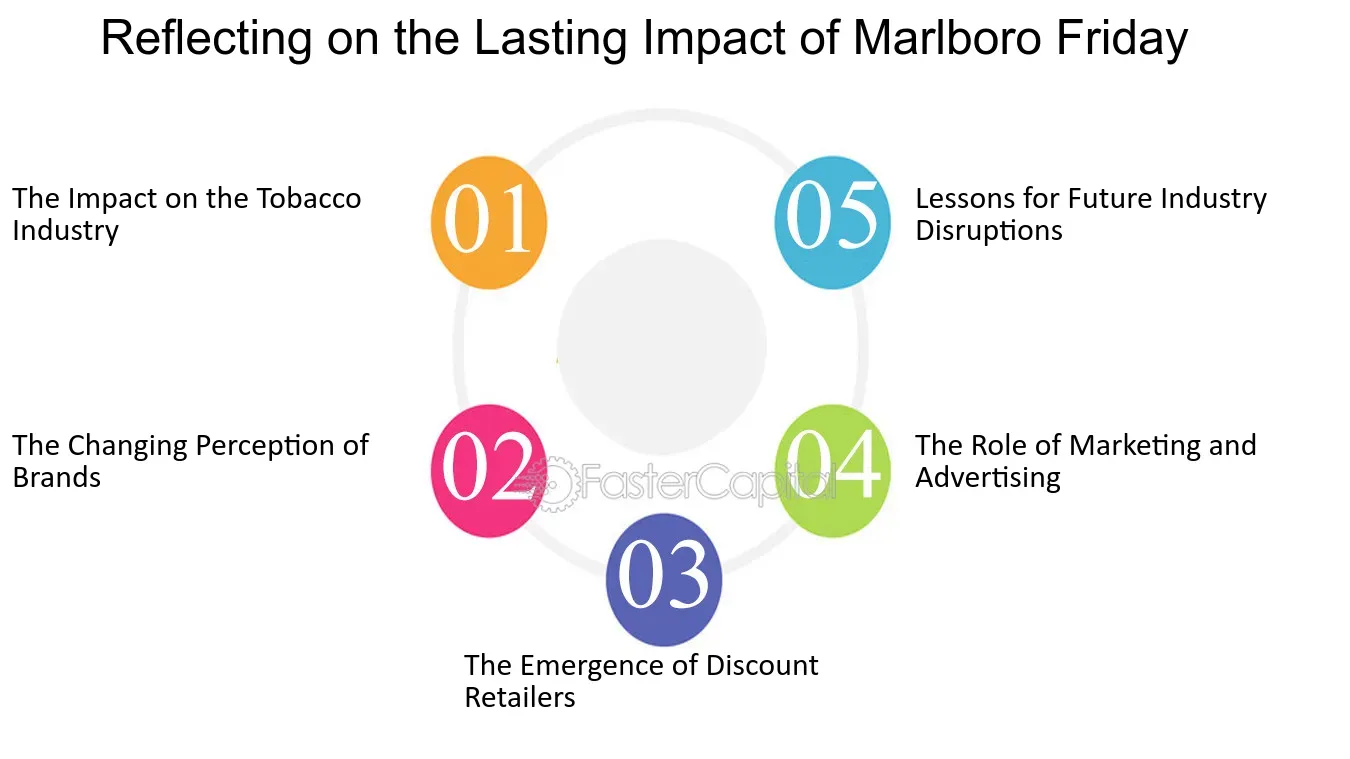 Reflecting on the Lasting Impact of Marlboro Friday
01
The Impact on the Tobacco
Industry
02
The Changing Perception of
Brands
03
The Emergence of Discount
Retailers
04
The Role of Marketing and
Advertising
05
Lessons for Future Industry
Disruptions
FasterCapital